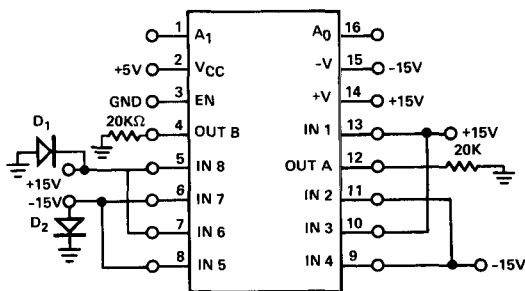 1 A1 A0 16
+5V 2 VCC -V 15 -15V
GND 3 EN +V 14 +15V
20KΩ 4 OUT B IN 1 13 +15V
D1 5 IN 8 OUT A 12 20K
+15V
-15V 6 IN 7 IN 2 11
D2 7 IN 6 IN 3 10
8 IN 5 IN 4 9 -15V